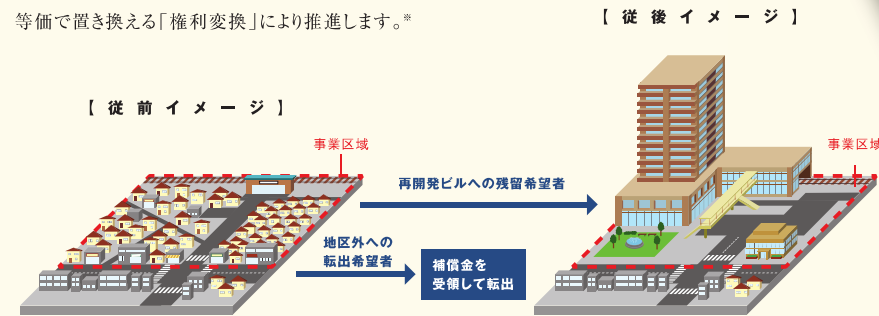 等価で置き換える「権利変換」により推進します。※
【従後イメージ】
【従前イメージ】
事業区域
事業区域
再開発ビルへの残留希望者
地区外への
転出希望者
補償金を
受領して転出